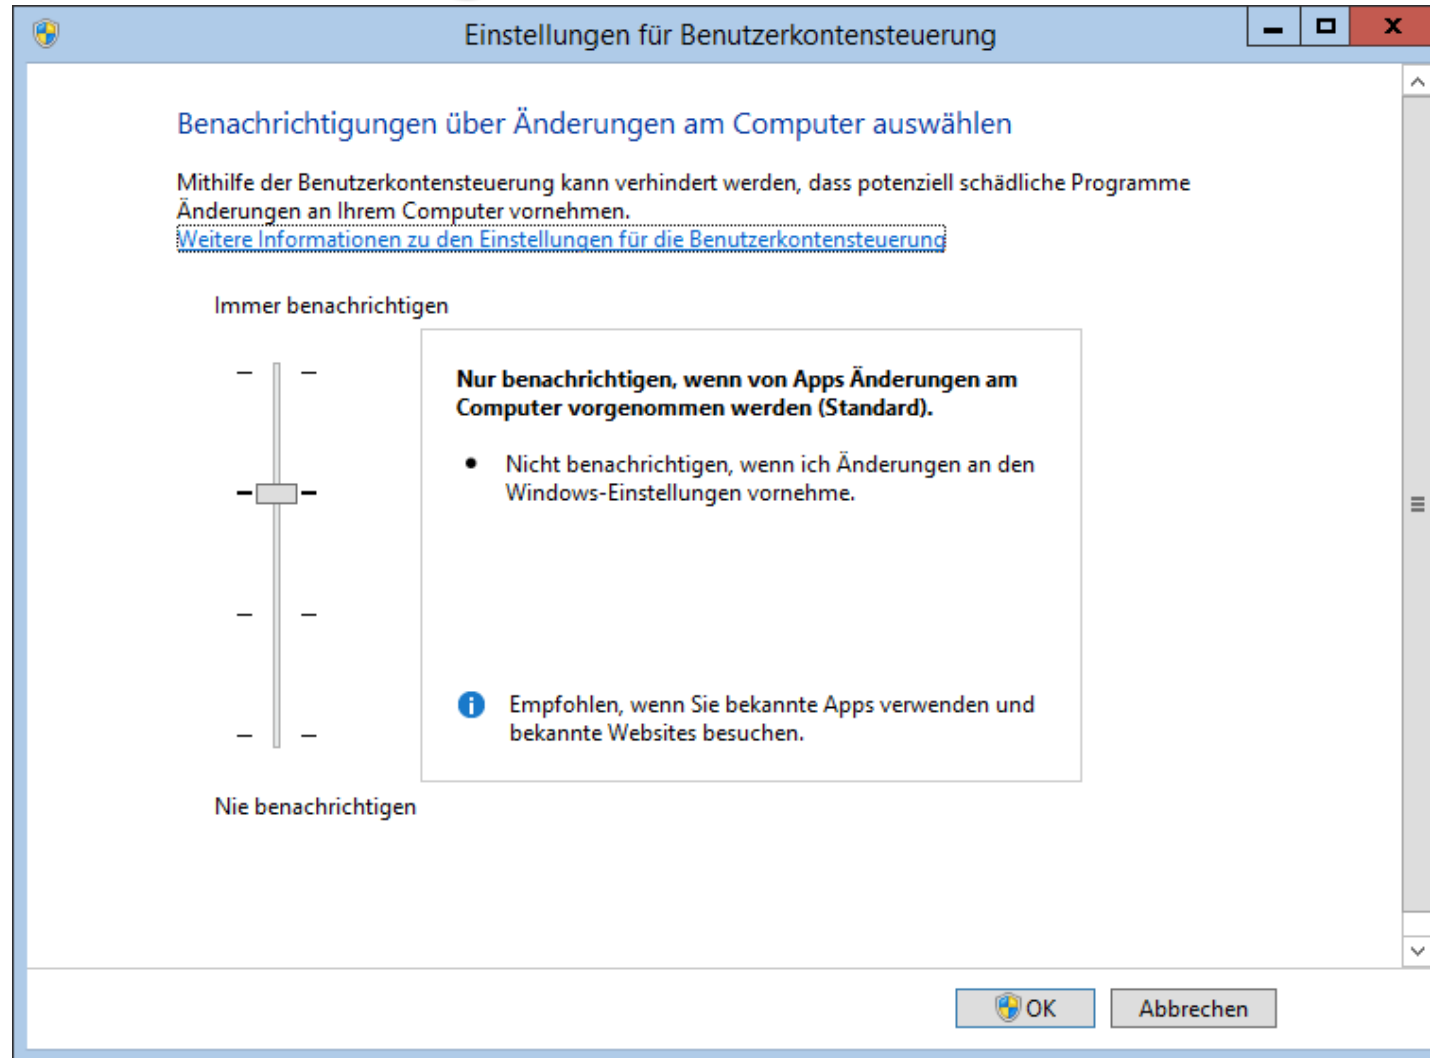 Einstellungen für Benutzerkontensteuerung
Benachrichtigungen über Änderungen am Computer auswählen
Mithilfe der Benutzerkontensteuerung kann verhindert werden, dass potenziell schädliche Programme
Änderungen an Ihrem Computer vornehmen.
Weitere Informationen zu den Einstellungen für die Benutzerkontensteuerung
Immer benachrichtigen
Nur benachrichtigen, wenn von Apps Änderungen am
Computer vorgenommen werden (Standard).
• Nicht benachrichtigen, wenn ich Änderungen an den
Windows-Einstellungen vornehme.
Empfohlen, wenn Sie bekannte Apps verwenden und
bekannte Websites besuchen.
Nie benachrichtigen
OK
Abbrechen